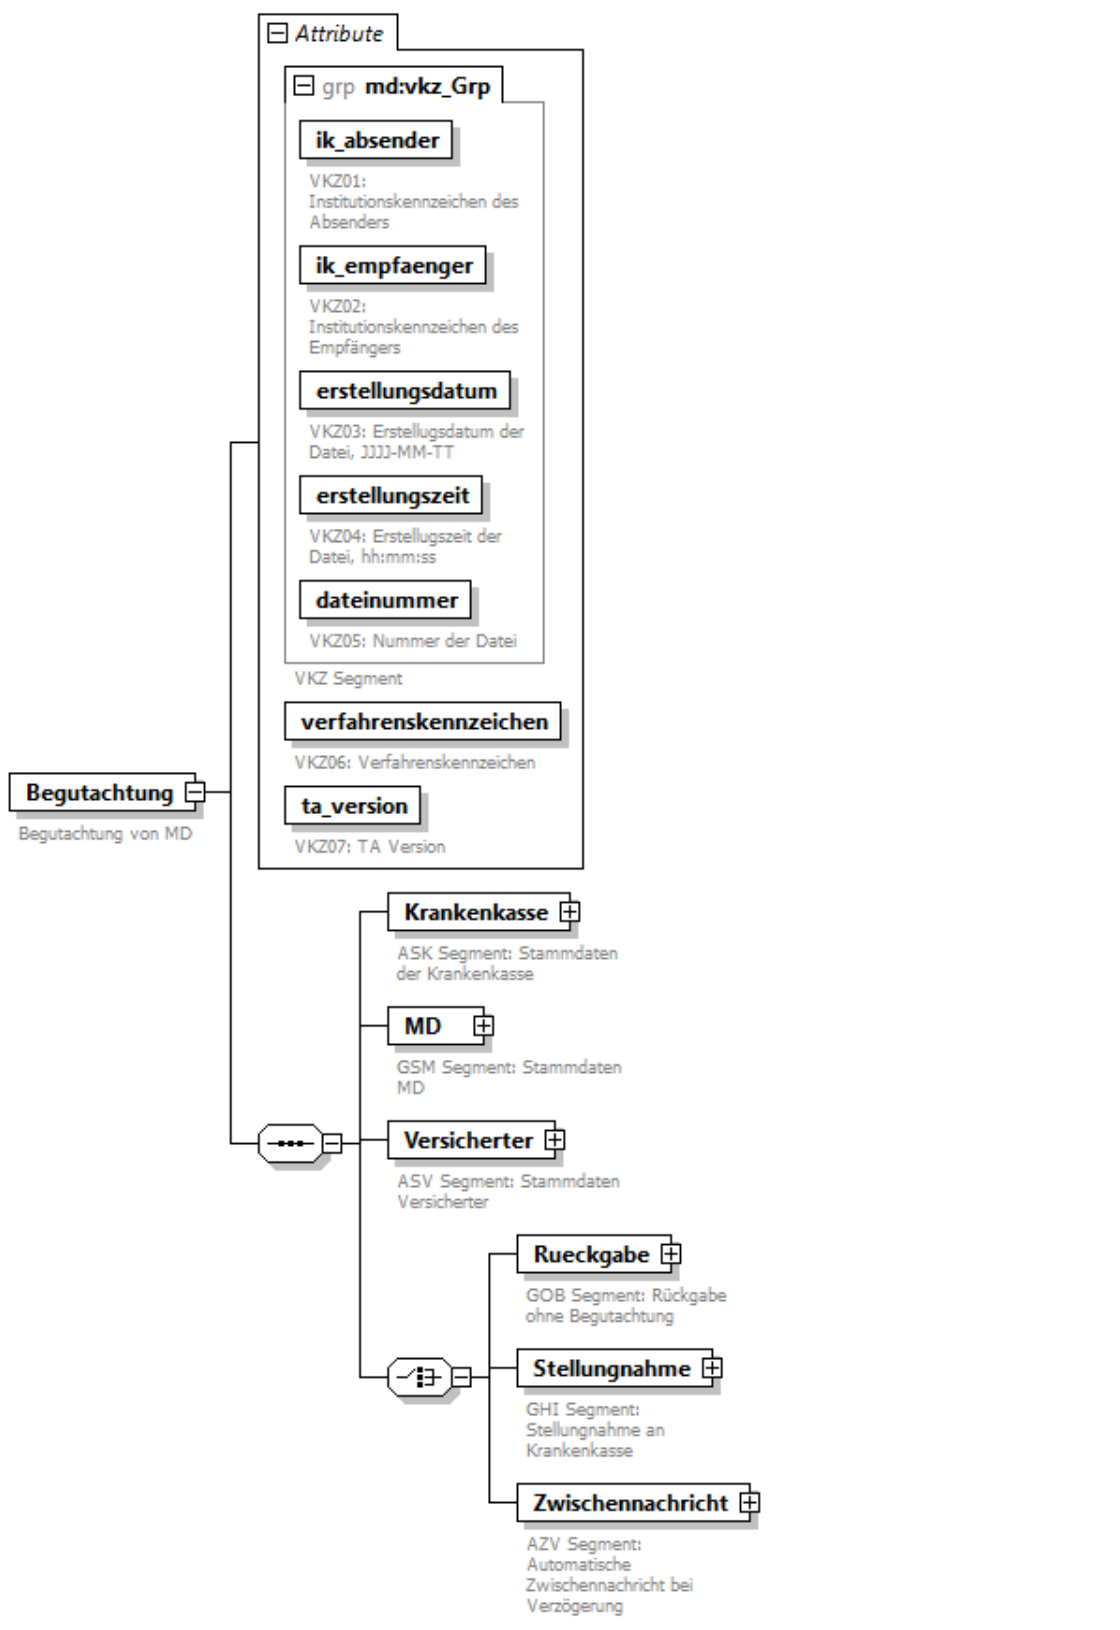 Attribute
grp md:vkz_Grp
ik_absender
VKZ01:
Institutionskennzeichen des
Absenders
ik_empfaenger
VKZ02:
Institutionskennzeichen des
Empfängers
erstellungsdatum
VKZ03: Erstellugsdatum der
Datei, JJJJ-MM-TT
erstellungszeit
VKZ04: Erstellugszeit der
Datei, hh:mm:ss
dateinummer
VKZ05: Nummer der Datei
VKZ Segment
verfahrenskennzeichen
VKZ06: Verfahrenskennzeichen
Begutachtung
Begutachtung von MD
ta_version
VKZ07: TA Version
Krankenkasse
ASK Segment: Stammdaten
der Krankenkasse
MD
GSM Segment: Stammdaten
MD
Versicherter
ASV Segment: Stammdaten
Versicherter
Rueckgabe
GOB Segment: Rückgabe
ohne Begutachtung
Stellungnahme
GHI Segment:
Stellungnahme an
Krankenkasse
Zwischennachricht
AZV Segment:
Automatische
Zwischennachricht bei
Verzögerung